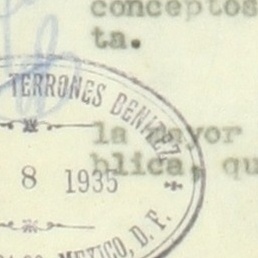 conceptos
ta.
TERRONES BENITEZ
la mayor
blica, qu
8 1935
MEXICO, D. F.